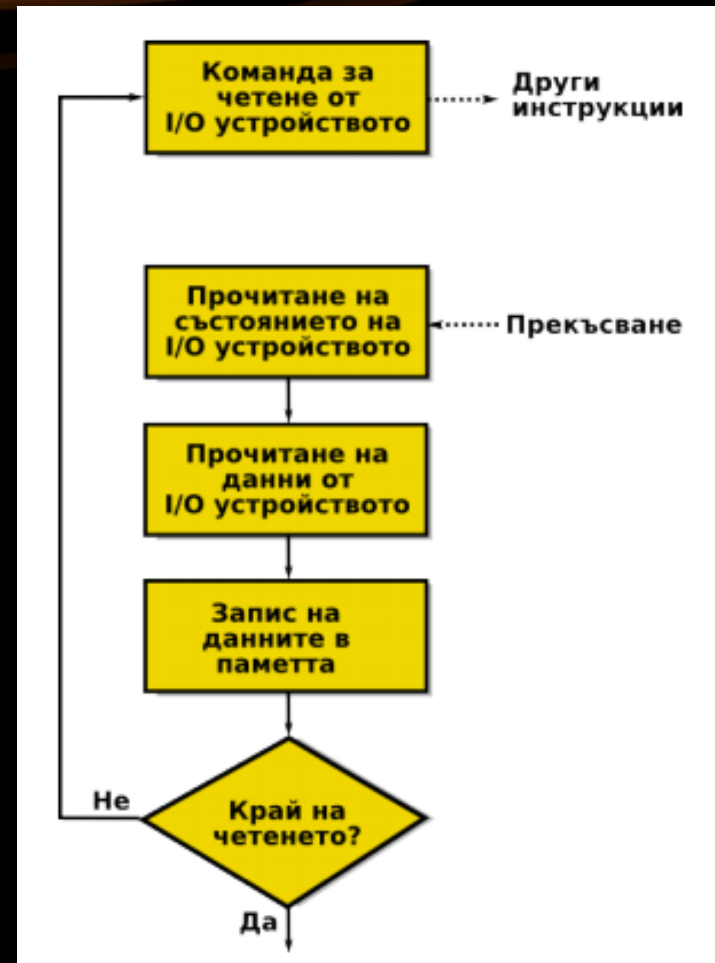 Команда за
четене от
I/O устройството
Други
инструкции
Прочитане на
състоянието на
I/O устройството
Прекъсване
Прочитане на
данни от
I/O устройството
Запис на
данните в
паметта
Край на
четенето?
Не
Да